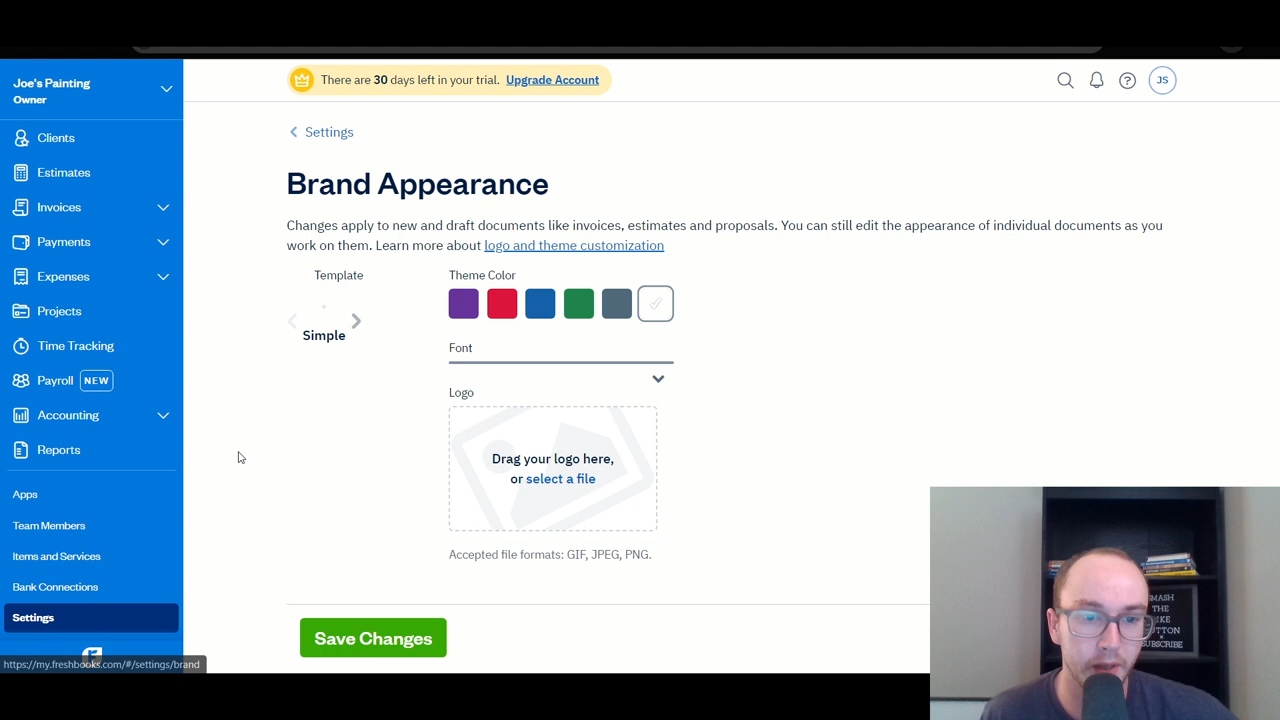 Joe's Painting
Owner
Clients
Estimates
Invoices
Payments
Expenses
Projects
Time Tracking
Payroll NEW
Accounting
Reports
Apps
Team Members
Items and Services
Bank Connections
Settings
https://my.freshbooks.com/#/settings/brand
There are 30 days left in your trial. Upgrade Account
JS
Settings
Brand Appearance
Changes apply to new and draft documents like invoices, estimates and proposals. You can still edit the appearance of individual documents as you
work on them. Learn more about logo and theme customization
Template
Simple
Theme Color
Font
Logo
Drag your logo here,
or select a file
Accepted file formats: GIF, JPEG, PNG.
Save Changes
SMASH
THE
BUTTON
SUBSCRIBE